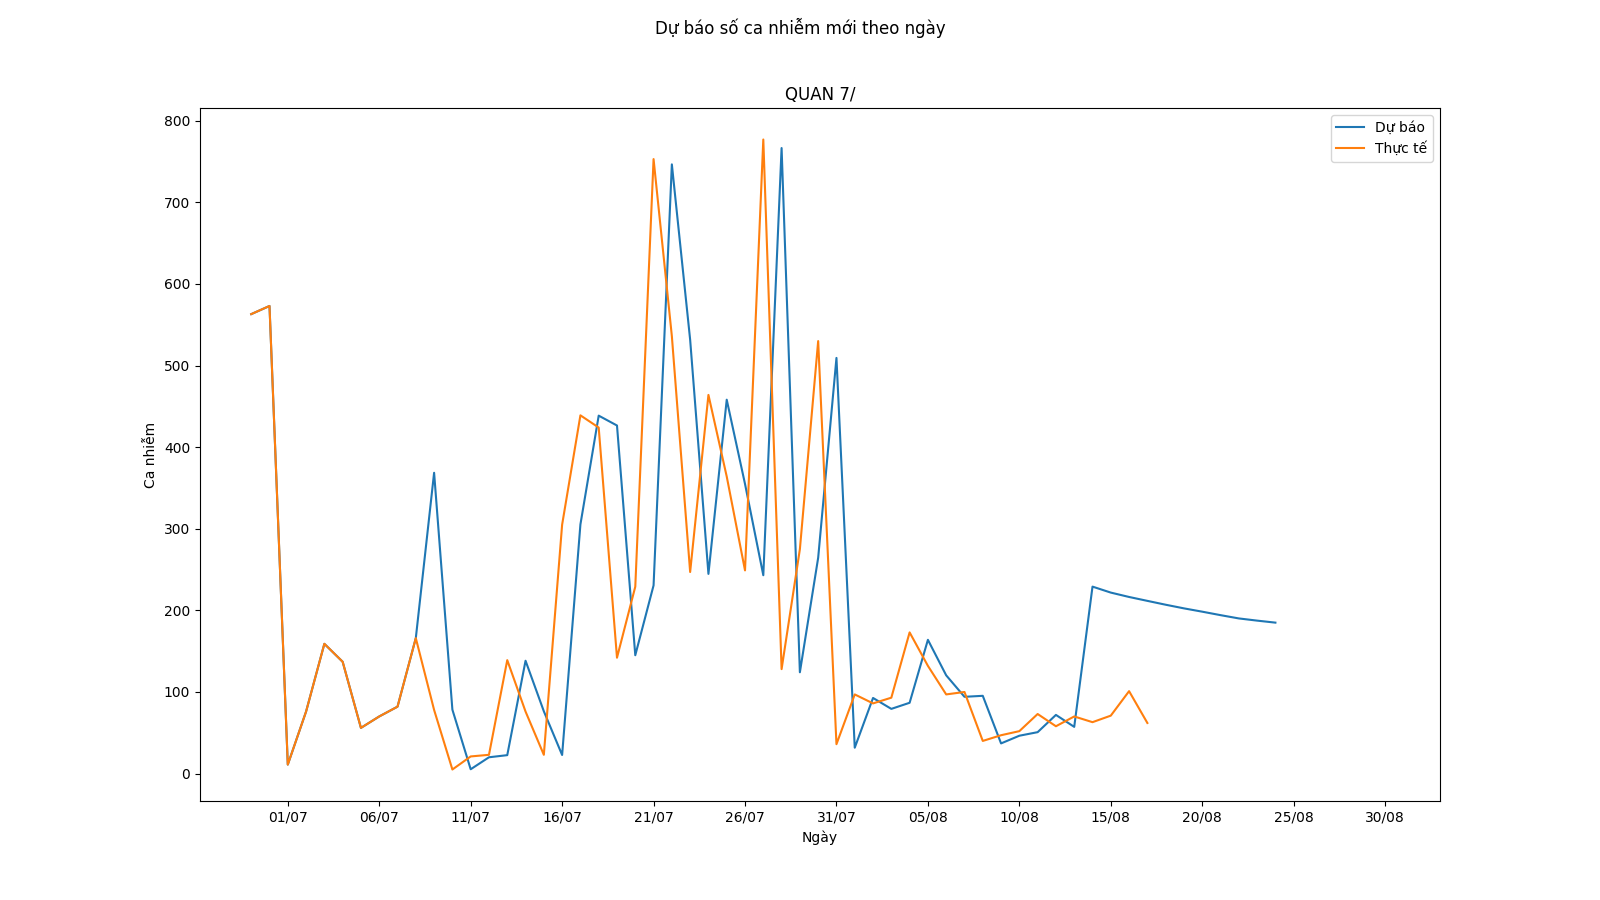 Dự báo số ca nhiễm mới theo ngày
QUAN 7/
Dự báo
Thực tế
800
700
600
500
400
300
200
100
0
Ca nhiễm
01/07 06/07 11/07 16/07 21/07 26/07 31/07 05/08 10/08 15/08 20/08 25/08 30/08
Ngày